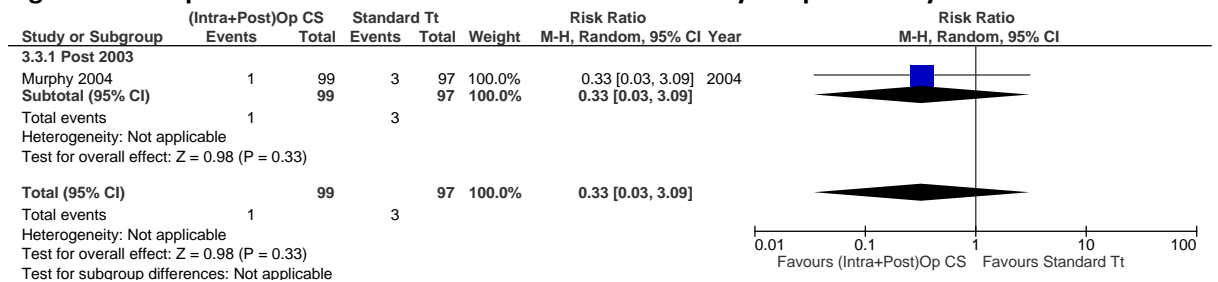 (Intra+Post)Op CS Standard Tt Risk Ratio Risk Ratio
Study or Subgroup Events Total Events Total Weight M-H, Random, 95% CI Year M-H, Random, 95% CI
3.3.1 Post 2003
Murphy 2004 1 99 3 97 100.0% 0.33 [0.03, 3.09] 2004
Subtotal (95% CI) 99 97 100.0% 0.33 [0.03, 3.09]
Total events 1 3
Heterogeneity: Not applicable
Test for overall effect: Z = 0.98 (P = 0.33)
Total (95% CI) 99 97 100.0% 0.33 [0.03, 3.09]
Total events 1 3
Heterogeneity: Not applicable
Test for overall effect: Z = 0.98 (P = 0.33)
Test for subgroup differences: Not applicable
0.01 0.1 1 10 100
Favours (Intra+Post)Op CS Favours Standard Tt